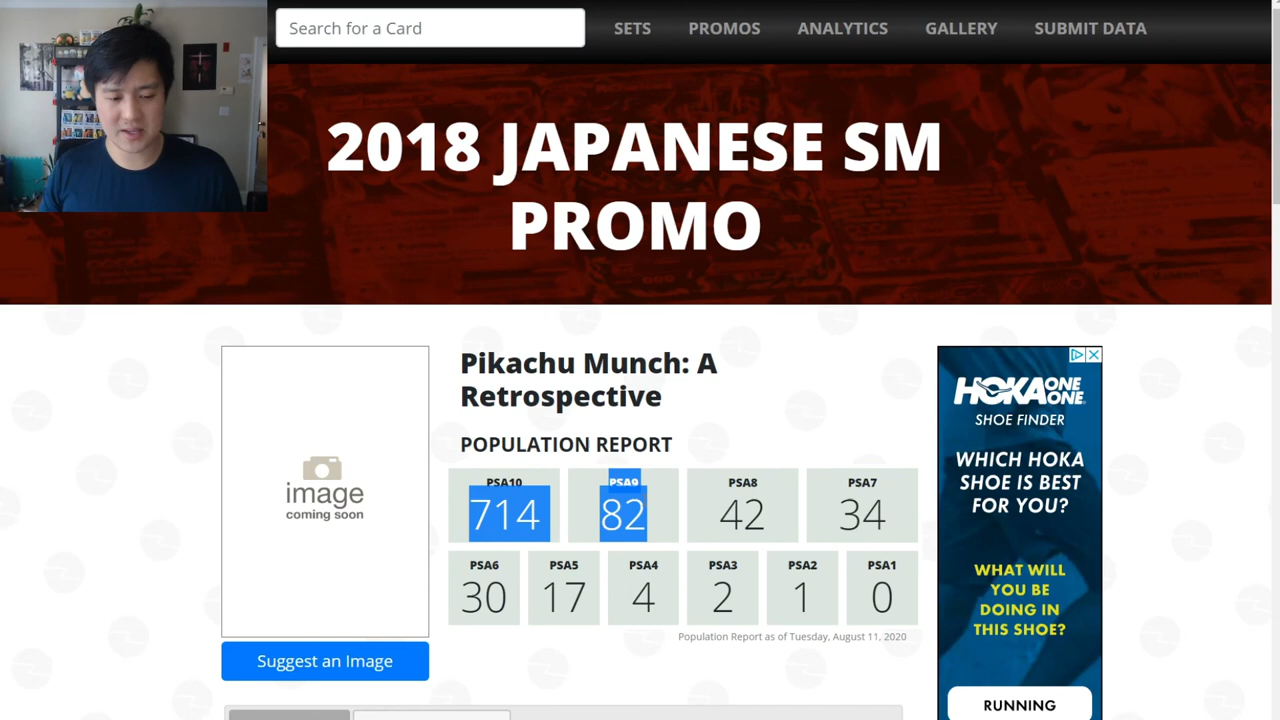 Search for a Card
SETS
PROMOS
ANALYTICS
GALLERY
SUBMIT DATA
2018 JAPANESE SM
PROMO
image
coming soon
Suggest an Image
Pikachu Munch: A
Retrospective
POPULATION REPORT
PSA10
714
PSA9
82
PSA8
42
PSA7
34
PSA6
30
PSA5
17
PSA4
4
PSA3
2
PSA2
1
PSA1
0
Population Report as of Tuesday, August 11, 2020
HOKA ONE ONE
SHOE FINDER
WHICH HOKA
SHOE IS BEST
FOR YOU?
WHAT WILL
YOU BE
DOING IN
THIS SHOE?
RUNNING